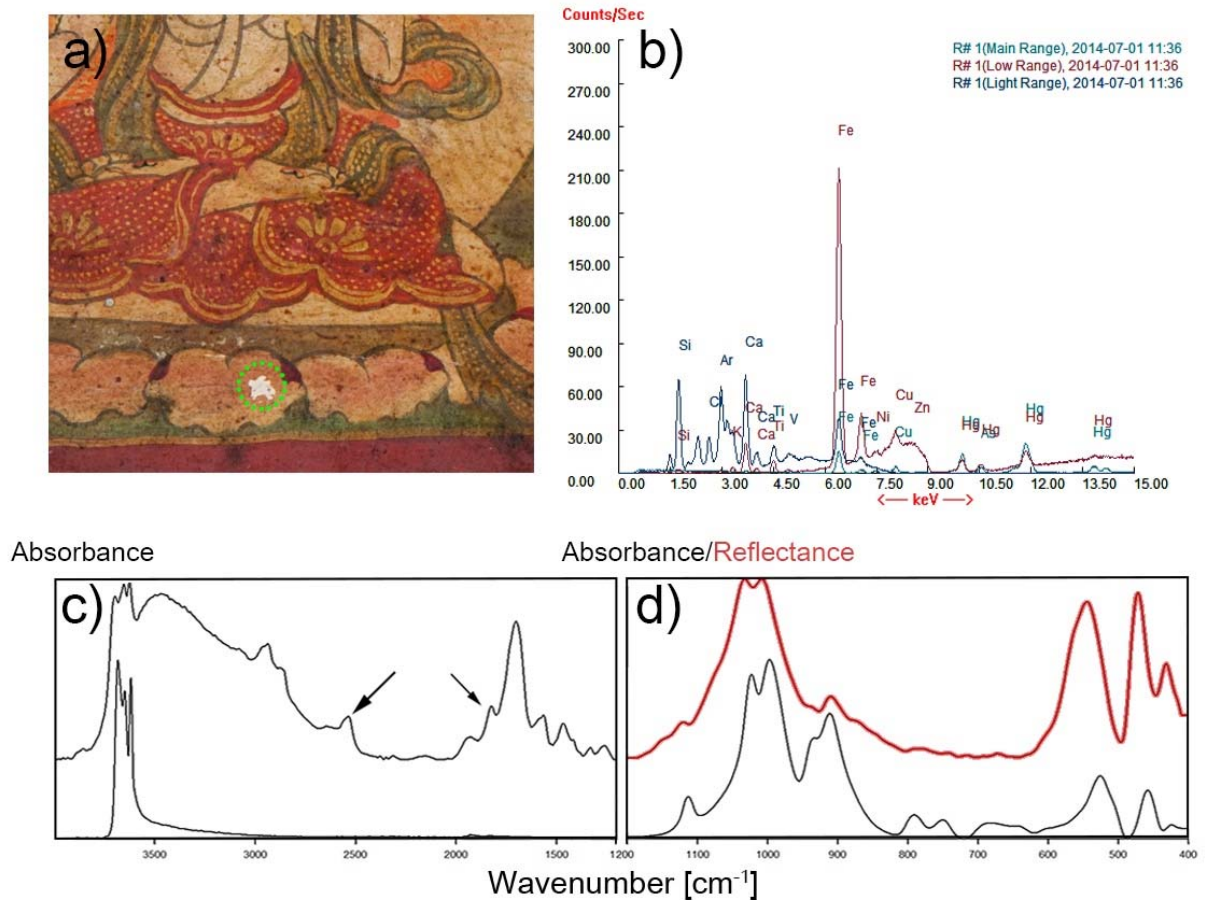 a)
Counts/Sec
b)
R# 1(Main Range), 2014-07-01 11:36
R# 1(Low Range), 2014-07-01 11:36
R# 1(Light Range), 2014-07-01 11:36
300.00
270.00
240.00
210.00
180.00
150.00
120.00
90.00
60.00
30.00
0.00
Fe
Si
Ar
Ca
Fe
Fe
Cu
Zn
Ca
Ca
Ti
V
Fe
Fe
Ni
Hg
Hg
Si
K
Ca
Ti
Fe
Cu
Hg
Hg
Hg
Hg
Hg
0.00 1.50 3.00 4.50 6.00 7.50 9.00 10.50 12.00 13.50 15.00
<— keV —>
Absorbance
Absorbance/Reflectance
c)
d)
3500 3000 2500 2000 1500 1200 1100 1000 900 800 700 600 500 400
Wavenumber [cm-1]